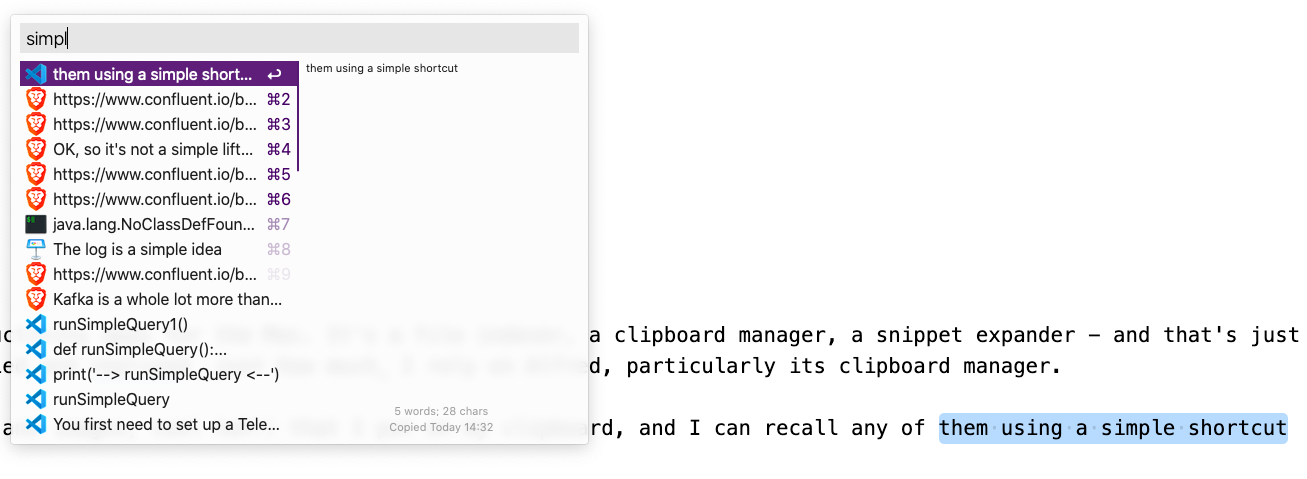 simpl
them using a simple short... ↩
https://www.confluent.io/b... ⌘2
https://www.confluent.io/b... ⌘3
OK, so it's not a simple lift... ⌘4
https://www.confluent.io/b... ⌘5
https://www.confluent.io/b... ⌘6
java.lang.NoClassDefFoun... ⌘7
The log is a simple idea ⌘8
https://www.confluent.io/b... ⌘9
Kafka is a whole lot more than...
runSimpleQuery1()
def runSimpleQuery():...
print('--> runSimpleQuery <--')
runSimpleQuery
You first need to set up a Tele...
them using a simple shortcut
5 words; 28 chars
Copied Today 14:32
a clipboard manager, a snippet expander – and that's just
d, particularly its clipboard manager.
rd, and I can recall any of them using a simple shortcut